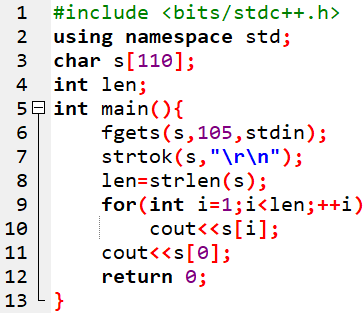 1 #include <bits/stdc++.h>
2 using namespace std;
3 char s[110];
4 int len;
5 int main(){
6     fgets(s,105,stdin);
7     strtok(s,"\r\n");
8     len=strlen(s);
9     for(int i=1;i<len;++i)
10         cout<<s[i];
11     cout<<s[0];
12     return 0;
13 }